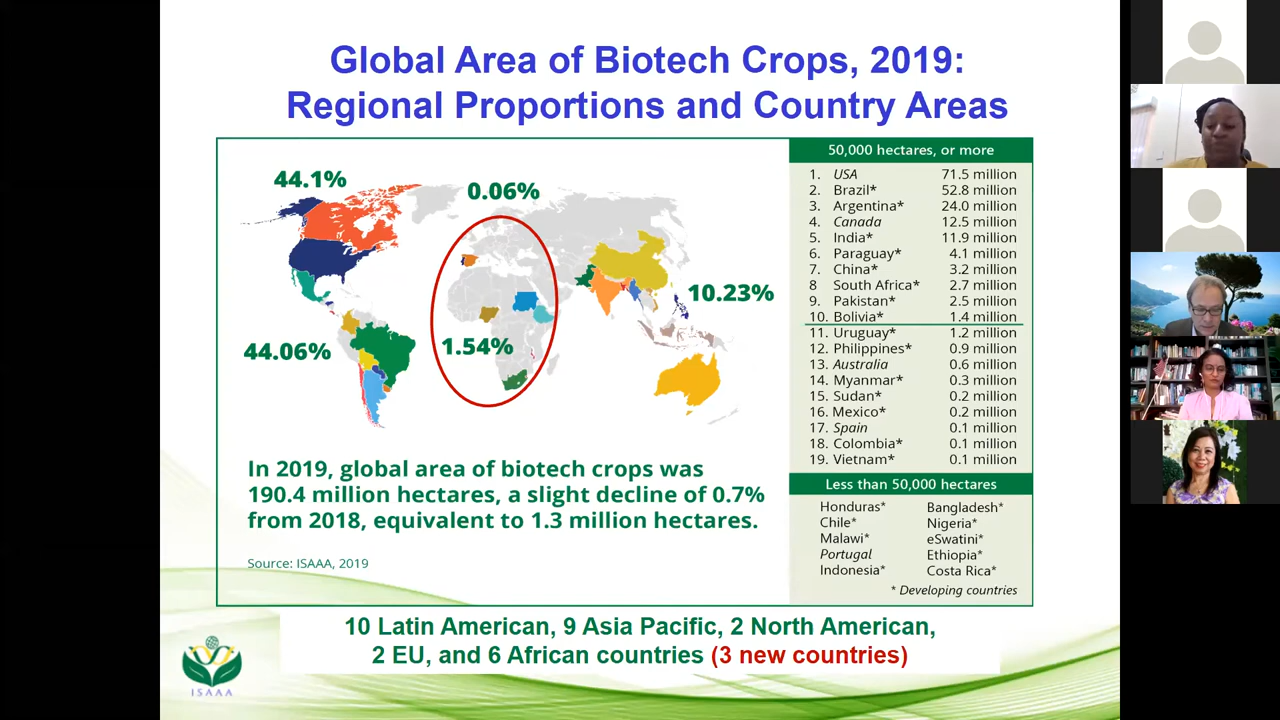 Global Area of Biotech Crops, 2019:
Regional Proportions and Country Areas
44.1%
0.06%
10.23%
44.06%
1.54%
In 2019, global area of biotech crops was
190.4 million hectares, a slight decline of 0.7%
from 2018, equivalent to 1.3 million hectares.
Source: ISAAA, 2019
50,000 hectares, or more
1. USA 71.5 million
2. Brazil* 52.8 million
3. Argentina* 24.0 million
4. Canada 12.5 million
5. India* 11.9 million
6. Paraguay* 4.1 million
7. China* 3.2 million
8 South Africa* 2.7 million
9. Pakistan* 2.5 million
10. Bolivia* 1.4 million
11. Uruguay* 1.2 million
12. Philippines* 0.9 million
13. Australia 0.6 million
14. Myanmar* 0.3 million
15. Sudan* 0.2 million
16. Mexico* 0.2 million
17. Spain 0.1 million
18. Colombia* 0.1 million
19. Vietnam* 0.1 million
Less than 50,000 hectares
Honduras* Bangladesh*
Chile* Nigeria*
Malawi* eSwatini*
Portugal Ethiopia*
Indonesia* Costa Rica*
* Developing countries
10 Latin American, 9 Asia Pacific, 2 North American,
2 EU, and 6 African countries (3 new countries)
ISAAA